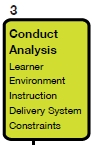 3
Conduct
Analysis
Learner
Environment
Instruction
Delivery System
Constraints